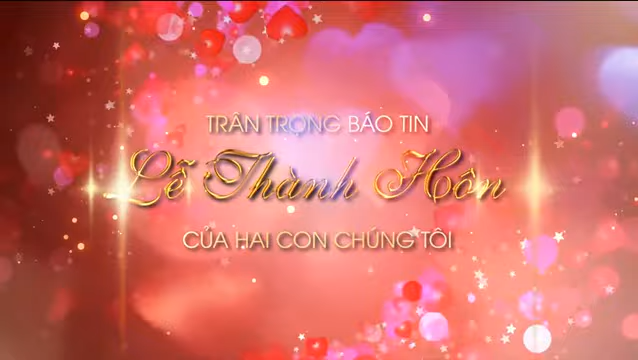 TRÂN TRỌNG BÁO TIN
Lễ Thành Hôn
CỦA HAI CON CHÚNG TÔI